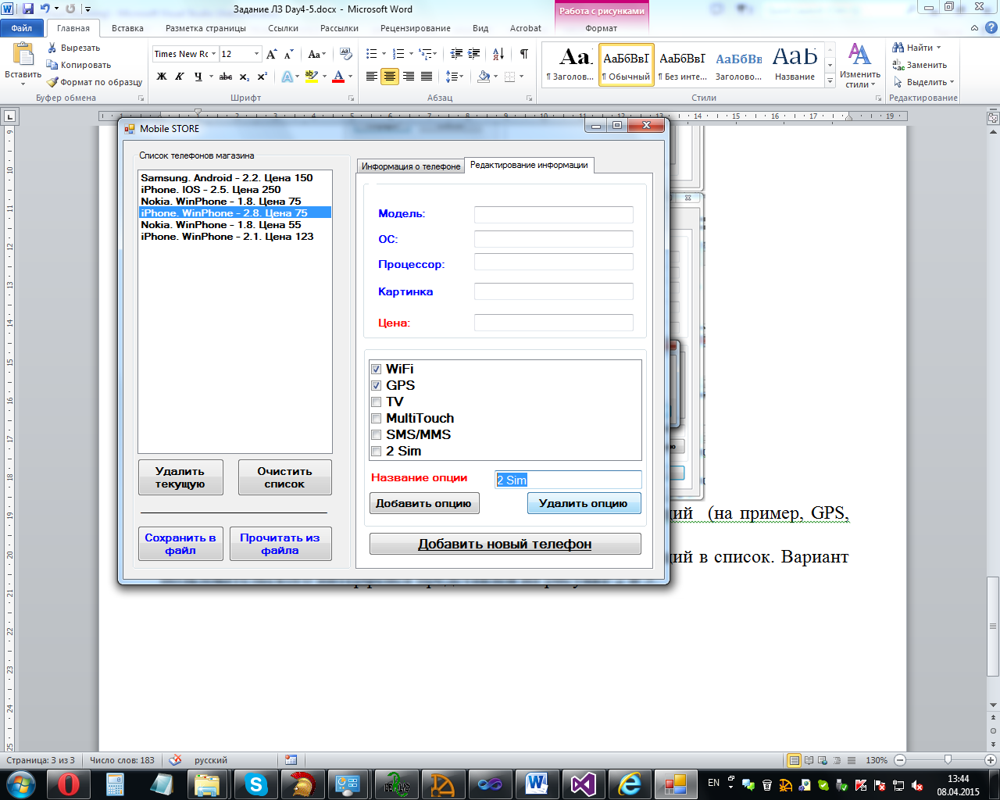 Задание ЛЗ Day4-5.docx - Microsoft Word
Работа с рисунками
Файл
Главная
Вставка
Разметка страницы
Ссылки
Рассылки
Рецензирование
Вид
Acrobat
Формат
Вставить
Вырезать
Копировать
Формат по образцу
Буфер обмена
Times New Rc
12
Ж К Ч abc x₂ x²
Шрифт
Абзац
Aa
АаБбВвІ
АаБбВвІ
АаБбВв
АаБ
¶ Заголов...
¶ Обычный
¶ Без инте...
Заголово...
Название
Изменить
стили
Стили
Найти
Заменить
Выделить
Редактирование
Mobile STORE
Список телефонов магазина
Samsung. Android - 2.2. Цена 150
iPhone. IOS - 2.5. Цена 250
Nokia. WinPhone - 1.8. Цена 75
iPhone. WinPhone - 2.8. Цена 75
Nokia. WinPhone - 1.8. Цена 55
iPhone. WinPhone - 2.1. Цена 123
Удалить
текущую
Очистить
список
Сохранить в
файл
Прочитать из
файла
Информация о телефоне
Редактирование информации
Модель:
ОС:
Процессор:
Картинка
Цена:
WiFi
GPS
TV
MultiTouch
SMS/MMS
2 Sim
Название опции
2 Sim
Добавить опцию
Удалить опцию
Добавить новый телефон
(на пример, GPS,
в список. Вариант
Страница: 3 из 3
Число слов: 183
русский
130%
EN
13:44
08.04.2015